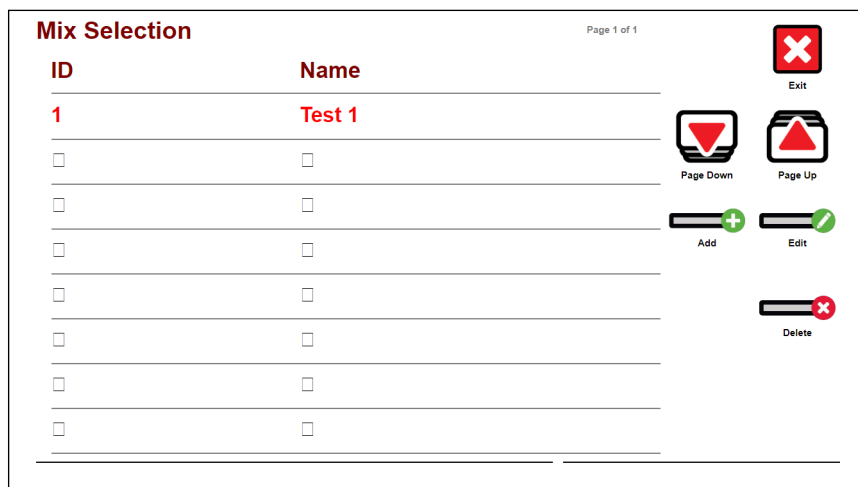 Mix Selection
Page 1 of 1
ID Name
1 Test 1
Exit
Page Down Page Up
Add Edit
Delete